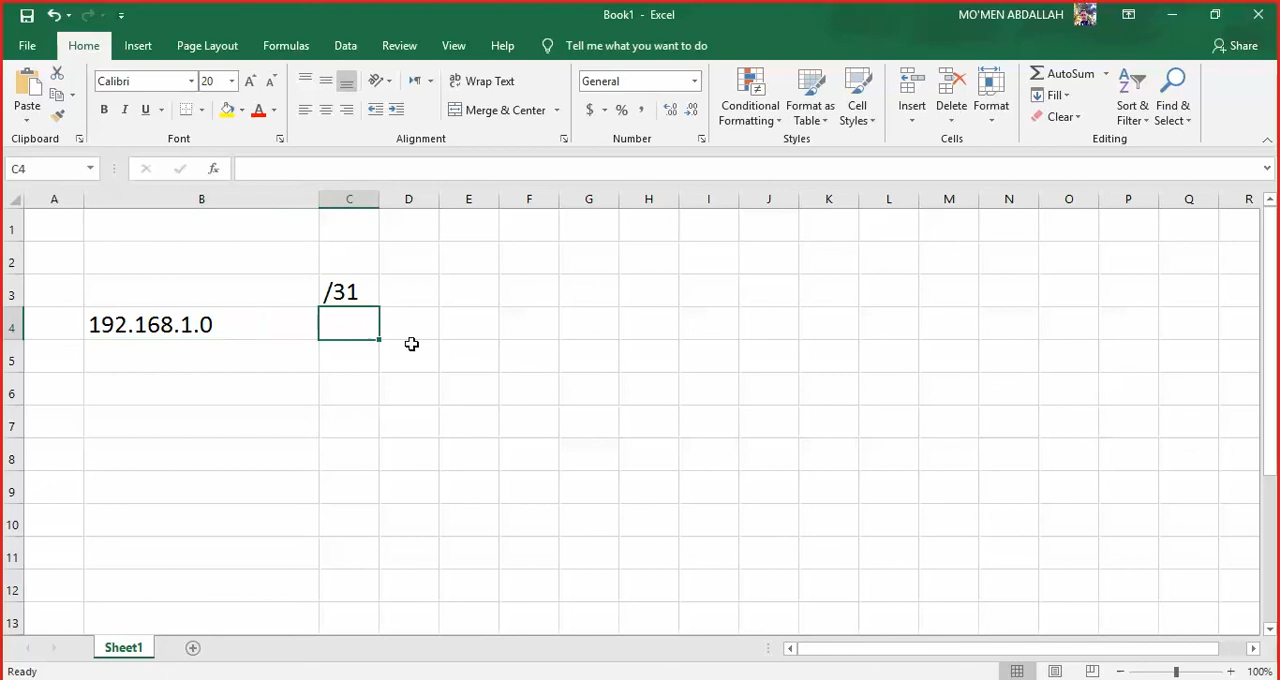 Book1 - Excel
MO'MEN ABDALLAH
File Home Insert Page Layout Formulas Data Review View Help Tell me what you want to do Share
Paste
Clipboard
Calibri 20
B I U
Font
Wrap Text
Merge & Center
Alignment
General
$ % ,
Number
Conditional Formatting
Format as Table
Cell Styles
Styles
Insert Delete Format
Cells
AutoSum
Fill
Clear
Sort & Filter
Find & Select
Editing
C4 fx
A B C D E F G H I J K L M N O P Q R
1
2
3 /31
4 192.168.1.0
5
6
7
8
9
10
11
12
13
Sheet1
Ready 100%